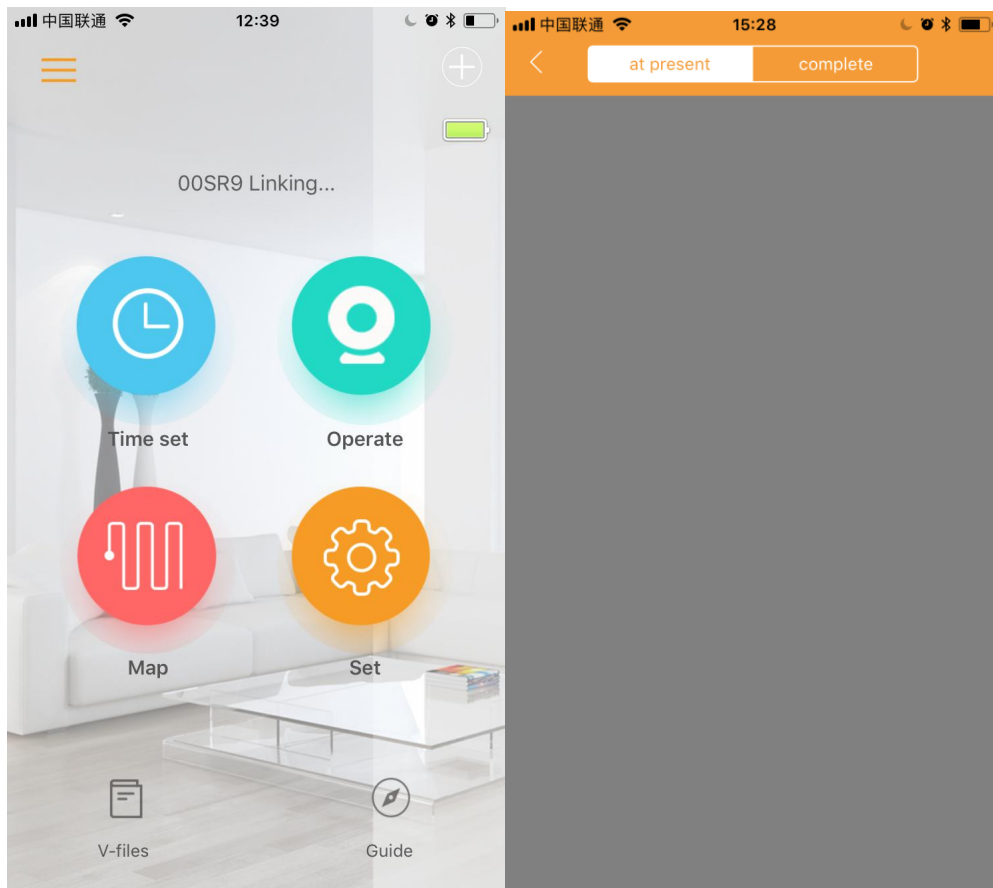 中国联通 12:39
00SR9 Linking...
Time set Operate
Map Set
V-files Guide
中国联通 15:28
at present complete